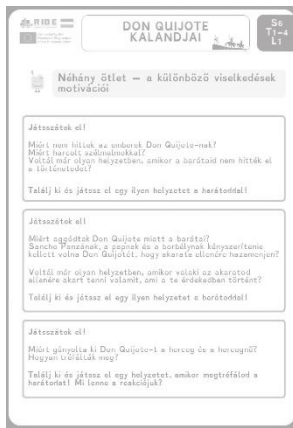 RIDE
DON QUIJOTE
KALANDJAI
S6
T1-4
L1
Néhány ötlet – a különböző viselkedések
motivációi
Játsszátok el!
Miért nem hittek az emberek Don Quijote-nak?
Miért harcolt szélmalmokkal?
Voltál már olyan helyzetben, amikor a barátaid nem hitték el
a történetedet?
Találj ki és játssz el egy ilyen helyzetet a barátoddal!
Játsszátok el!
Miért aggódtak Don Quijote miatt a barátai?
Sancho Panzának, a papnak és a borbélynak kényszerítenie
kellett volna Don Quijotét, hogy akarata ellenére hazamenjen?
Voltál már olyan helyzetben, amikor valaki az akaratod
ellenére akart tenni valamit, ami a te érdekedben történt?
Találj ki és játssz el egy ilyen helyzetet a barátoddal!
Játsszátok el!
Miért gúnyolta ki Don Quijote-t a herceg és a hercegnő?
Hogyan tréfálták meg?
Találj ki és játssz el egy helyzetet, amikor megtréfálod a
barátaidat! Mi lenne a reakciójuk?